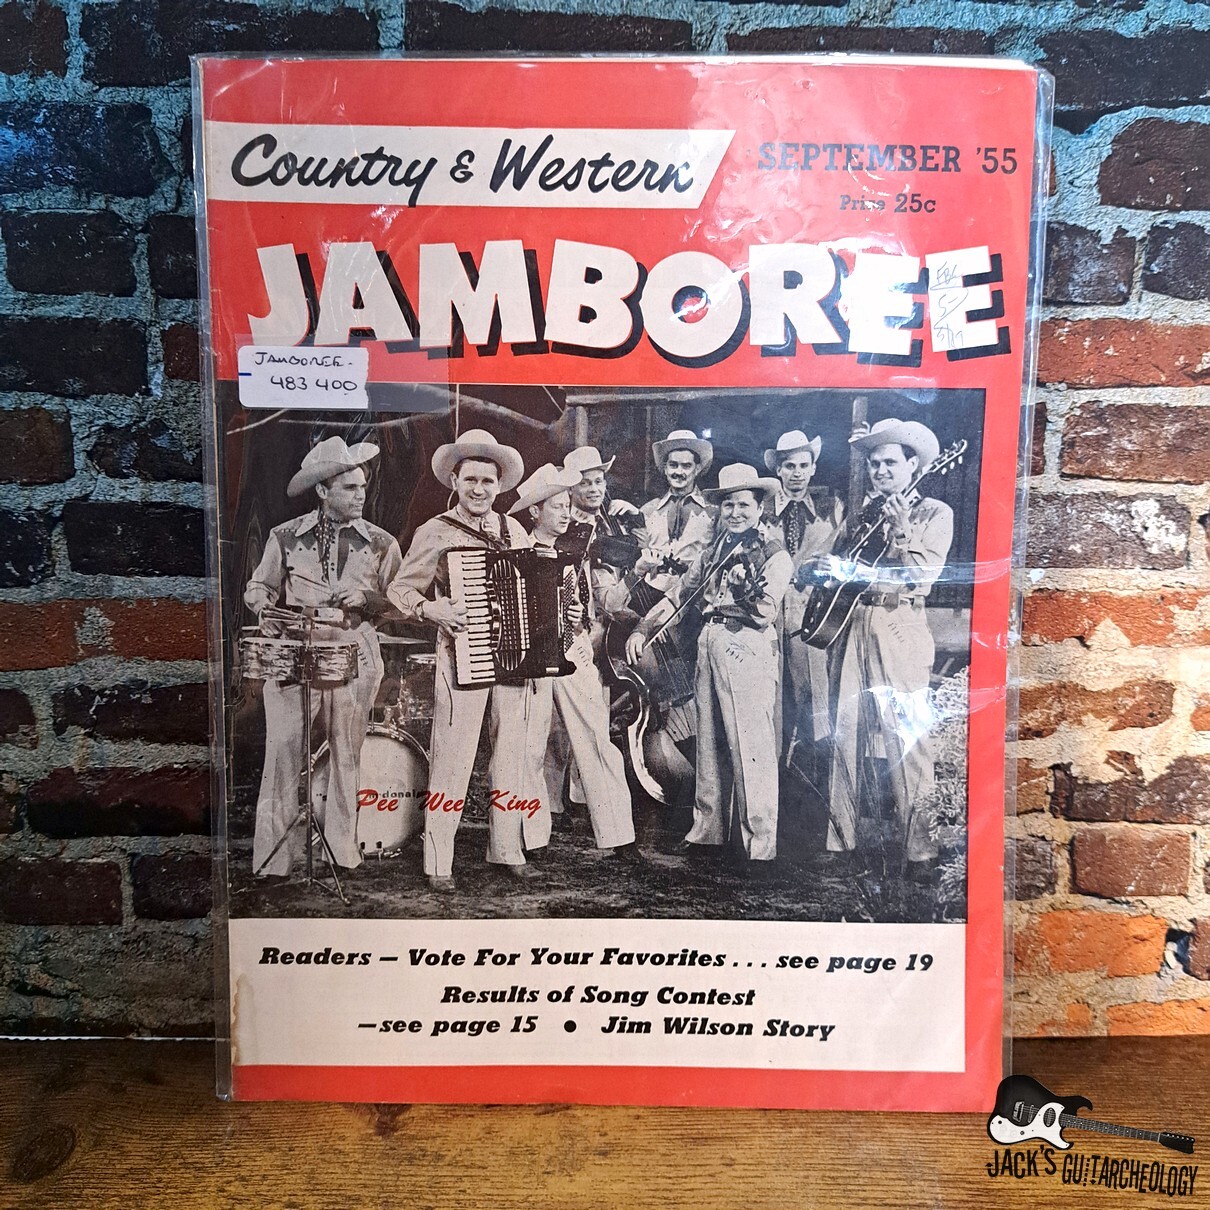 Country & Western
SEPTEMBER '55
Price 25c
JAMBOREE
JAMBOREE-
483 400
Pee Wee King
Readers — Vote For Your Favorites . . . see page 19
Results of Song Contest
—see page 15 • Jim Wilson Story
JACK'S GUITARCHEOLOGY